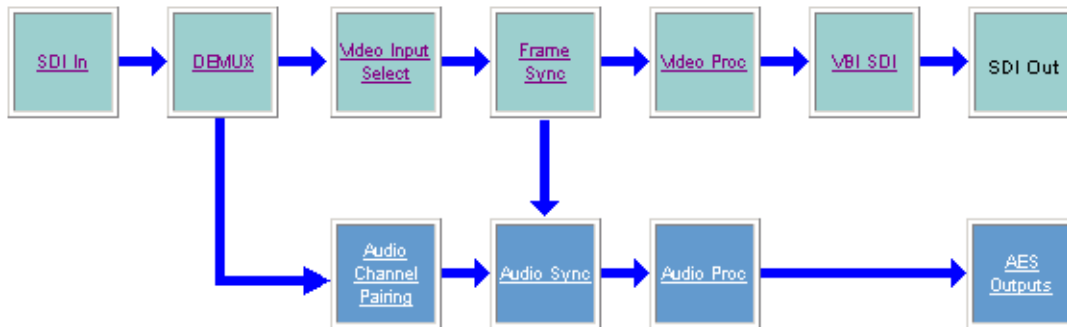 SDI In
DEMUX
Video Input
Select
Frame
Sync
Video Proc
VBI SDI
SDI Out
Audio
Channel
Pairing
Audio Sync
Audio Proc
AES
Outputs